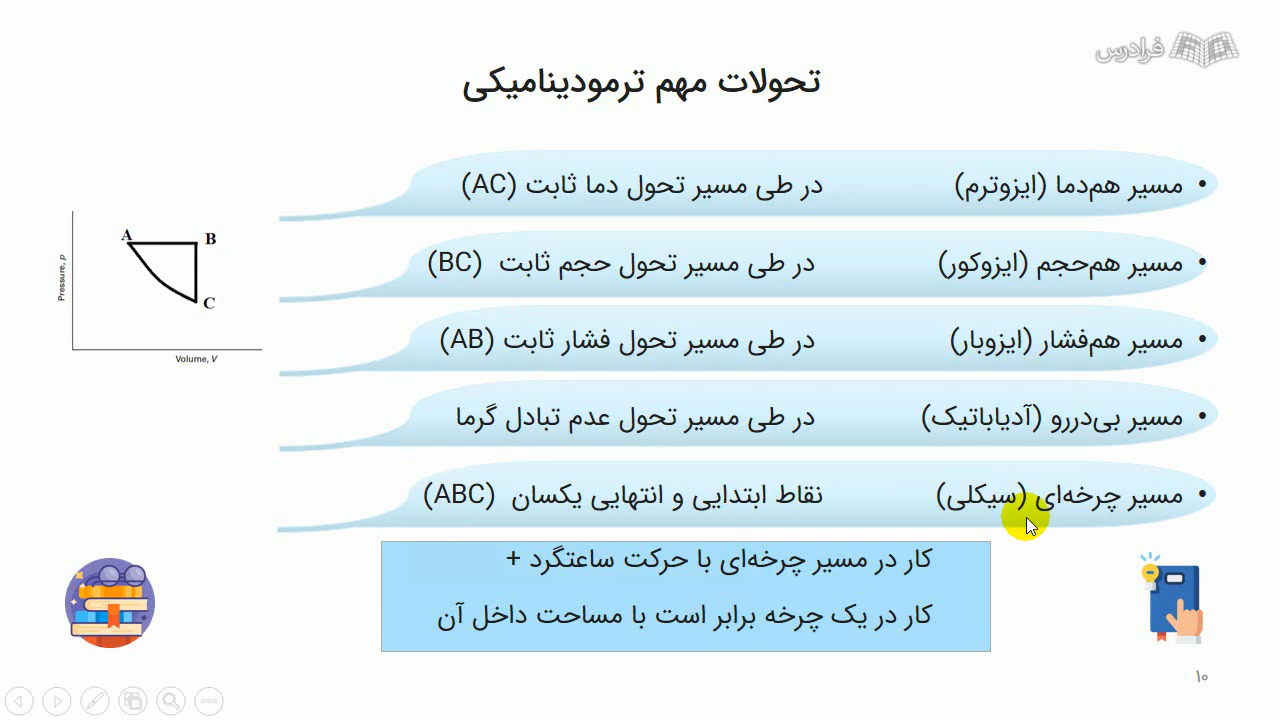 فرادرس
تحولات مهم ترمودینامیکی
• مسیر هم‌دما (ایزوترم) در طی مسیر تحول دما ثابت (AC)
• مسیر هم‌حجم (ایزوکور) در طی مسیر تحول حجم ثابت (BC)
• مسیر هم‌فشار (ایزوبار) در طی مسیر تحول فشار ثابت (AB)
• مسیر بی‌دررو (آدیاباتیک) در طی مسیر تحول عدم تبادل گرما
• مسیر چرخه‌ای (سیکلی) نقاط ابتدایی و انتهایی یکسان (ABC)
کار در مسیر چرخه‌ای با حرکت ساعتگرد +
کار در یک چرخه برابر است با مساحت داخل آن
A
B
C
Pressure, p
Volume, V
۱۰